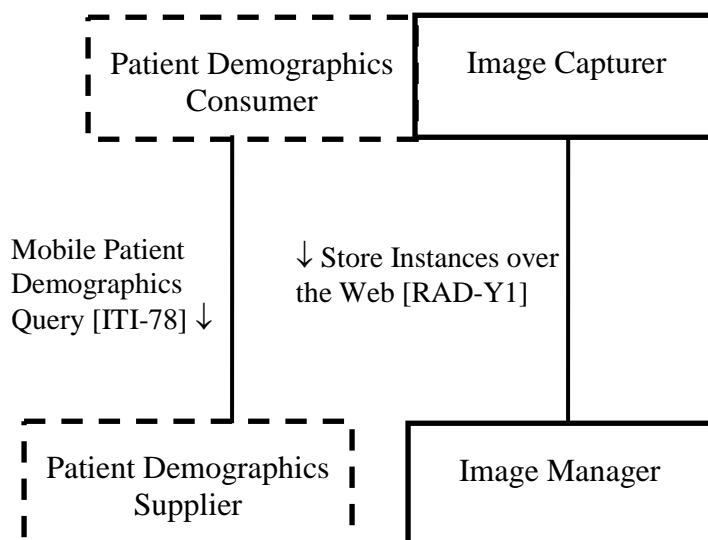 Patient Demographics
Consumer
Image Capturer
Mobile Patient
Demographics
Query [ITI-78] ↓
↓ Store Instances over
the Web [RAD-Y1]
Patient Demographics
Supplier
Image Manager